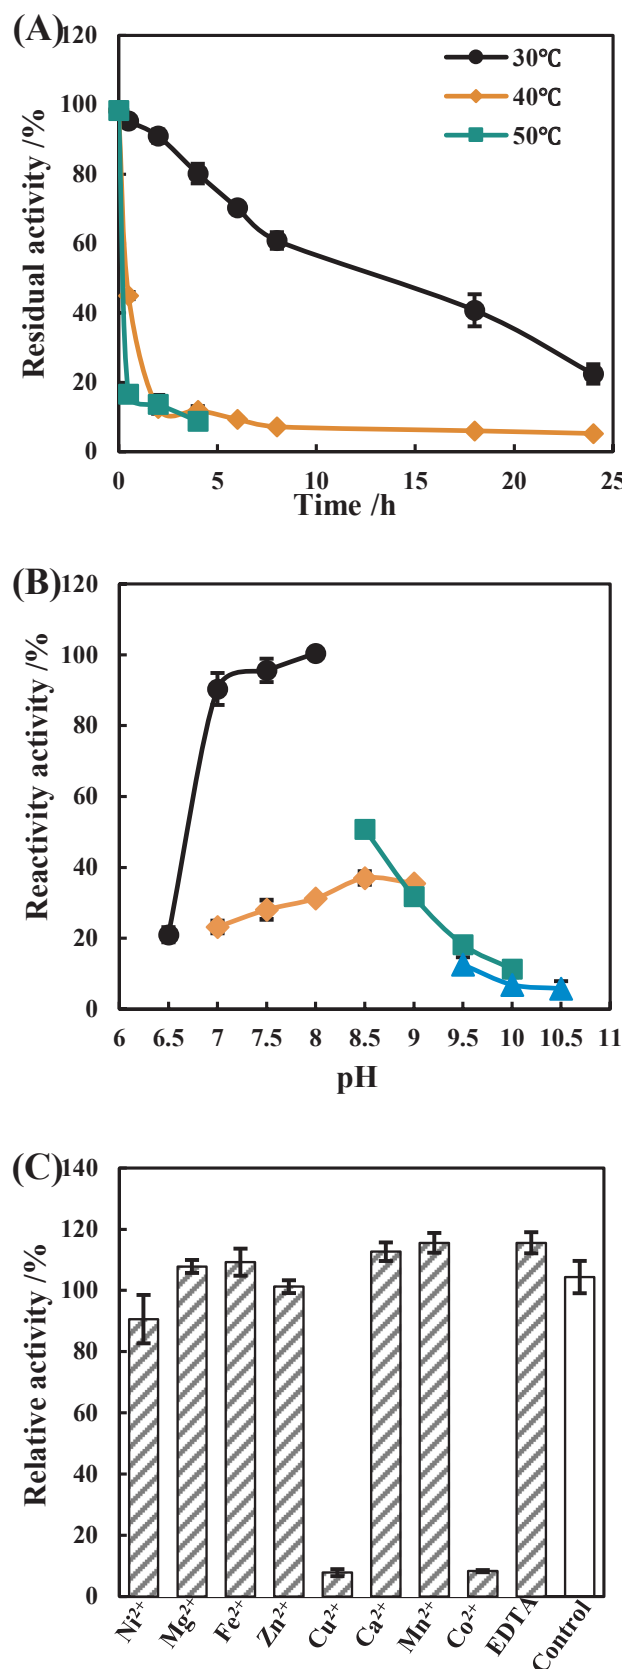 (A)
120
100
80
60
40
20
0
Residual activity /%
30℃
40℃
50℃
0 5 10 15 20 25
Time /h
(B)
120
100
80
60
40
20
0
Reactivity activity /%
6 6.5 7 7.5 8 8.5 9 9.5 10 10.5 11
pH
(C)
140
120
100
80
60
40
20
0
Relative activity /%
Ni²⁺ Mg²⁺ Fe²⁺ Zn²⁺ Cu²⁺ Ca²⁺ Mn²⁺ Co²⁺ EDTA Control